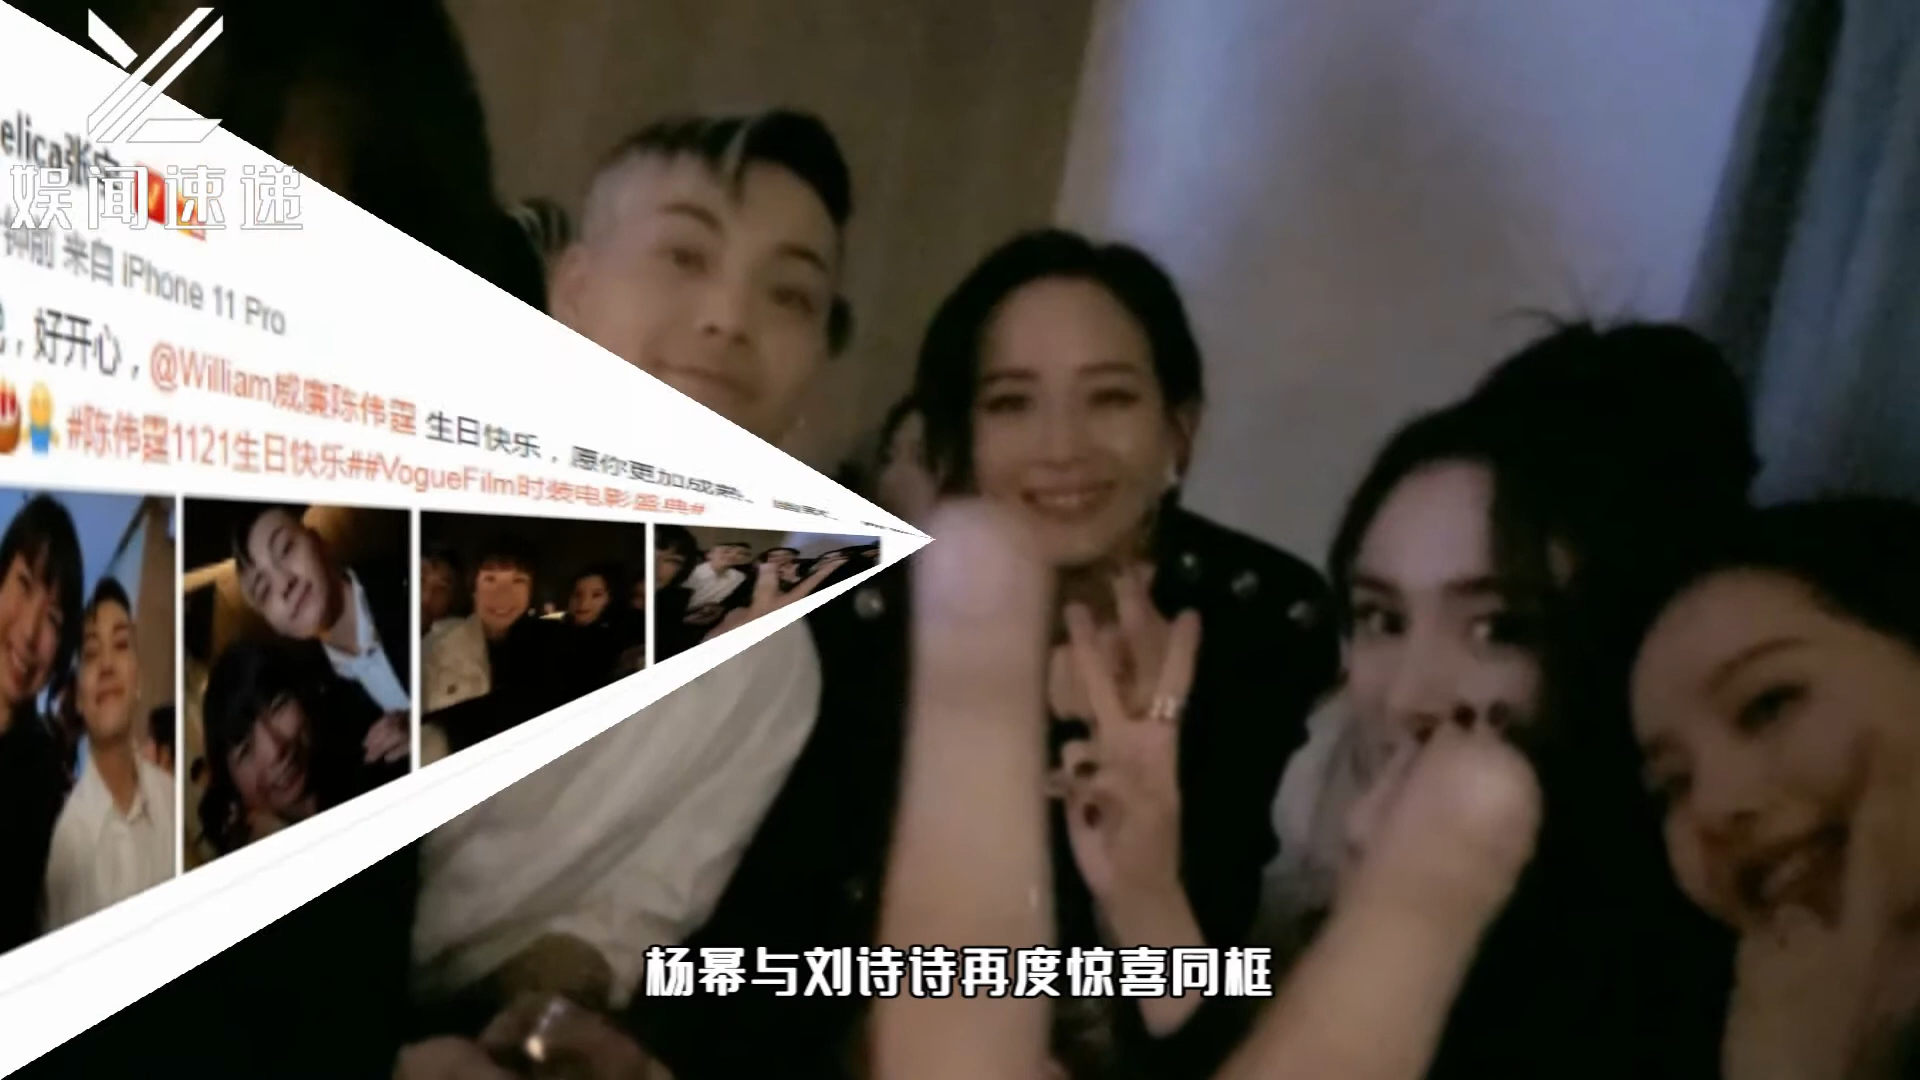 elica张
娱闻速递
钟前 来自 iPhone 11 Pro
，好开心，@William威廉陈伟霆 生日快乐，愿你更加成熟、
#陈伟霆1121生日快乐##VogueFilm时装电影盛典#
杨幂与刘诗诗再度惊喜同框